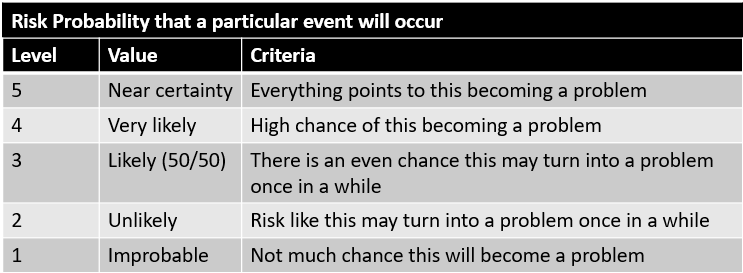 Risk Probability that a particular event will occur
Level Value Criteria
5 Near certainty Everything points to this becoming a problem
4 Very likely High chance of this becoming a problem
3 Likely (50/50) There is an even chance this may turn into a problem
once in a while
2 Unlikely Risk like this may turn into a problem once in a while
1 Improbable Not much chance this will become a problem